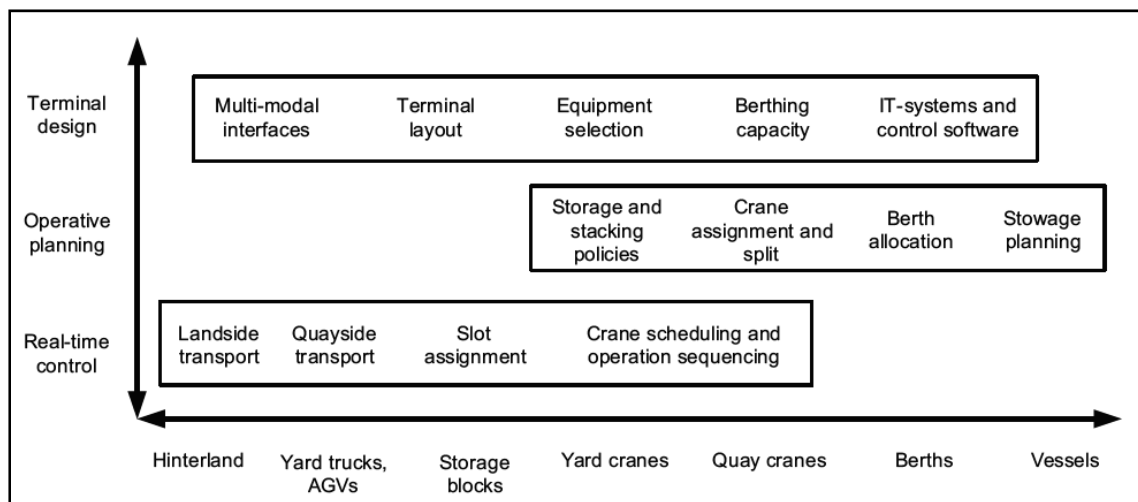 Terminal
design
Multi-modal
interfaces
Terminal
layout
Equipment
selection
Berthing
capacity
IT-systems and
control software
Operative
planning
Storage and
stacking
policies
Crane
assignment and
split
Berth
allocation
Stowage
planning
Real-time
control
Landside
transport
Quayside
transport
Slot
assignment
Crane scheduling and
operation sequencing
Hinterland
Yard trucks,
AGVs
Storage
blocks
Yard cranes
Quay cranes
Berths
Vessels